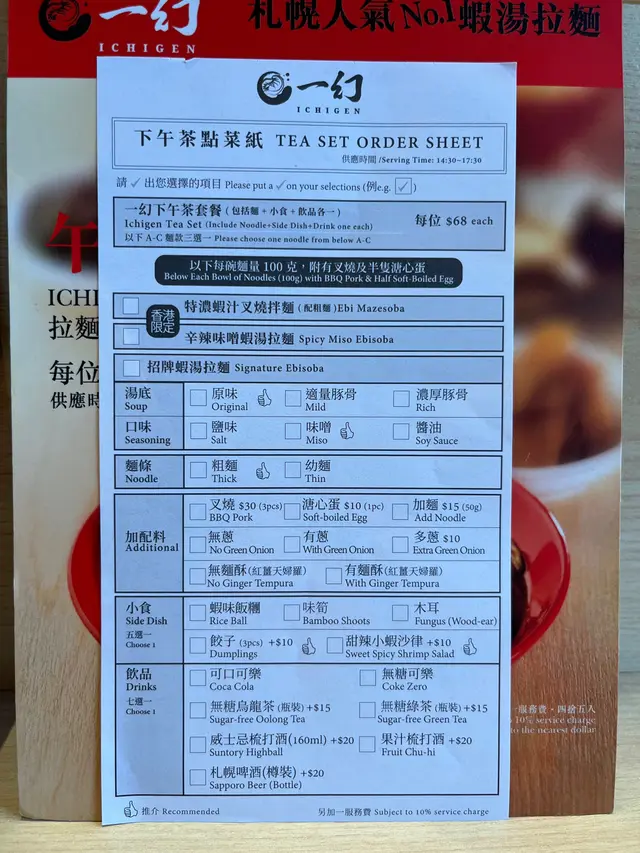 一幻
ICHIGEN
札幌人氣 No.1 蝦湯拉麵
一幻
ICHIGEN
下午茶點菜紙 TEA SET ORDER SHEET
供應時間 /Serving Time: 14:30-17:30
請 ✓ 出您選擇的項目 Please put a ✓ on your selections (例e.g. ✓ )
一幻下午茶套餐 ( 包括麵 + 小食 + 飲品各一 )
Ichigen Tea Set (Include Noodle+Side Dish+Drink one each)
每位 $68 each
以下 A-C 麵款三選一 Please choose one noodle from below A-C
以下每碗麵量 100 克，附有叉燒及半隻溏心蛋
Below Each Bowl of Noodles (100g) with BBQ Pork & Half Soft-Boiled Egg
香港
限定
特濃蝦汁叉燒拌麵 ( 配粗麵 ) Ebi Mazesoba
辛辣味噌蝦湯拉麵 Spicy Miso Ebisoba
招牌蝦湯拉麵 Signature Ebisoba
湯底 原味 適量豚骨 濃厚豚骨
Soup Original Mild Rich
口味 鹽味 味噌 醬油
Seasoning Salt Miso Soy Sauce
麵條 粗麵 幼麵
Noodle Thick Thin
加配料
Additional
叉燒 $30 (3pcs) 溏心蛋 $10 (1pc) 加麵 $15 (50g)
BBQ Pork Soft-boiled Egg Add Noodle
無蔥 有蔥 多蔥 $10
No Green Onion With Green Onion Extra Green Onion
無麵酥 (紅薑天婦羅) 有麵酥 (紅薑天婦羅)
No Ginger Tempura With Ginger Tempura
小食
Side Dish
五選一
Choose 1
蝦味飯糰 味筍 木耳
Rice Ball Bamboo Shoots Fungus (Wood-ear)
餃子 (3pcs) +$10 甜辣小蝦沙律 +$10
Dumplings Sweet Spicy Shrimp Salad
飲品
Drinks
七選一
Choose 1
可口可樂 無糖可樂
Coca Cola Coke Zero
無糖烏龍茶 (瓶裝) +$15 無糖綠茶 (瓶裝) +$15
Sugar-free Oolong Tea Sugar-free Green Tea
威士忌梳打酒(160ml) +$20 果汁梳打酒 +$20
Suntory Highball Fruit Chu-hi
札幌啤酒(樽裝) +$20
Sapporo Beer (Bottle)
推介 Recommended
另加一服務費 Subject to 10% service charge
午
ICHI
拉麵
每位
供應時
一服務費，四捨五入
10% service charge
to the nearest dollar